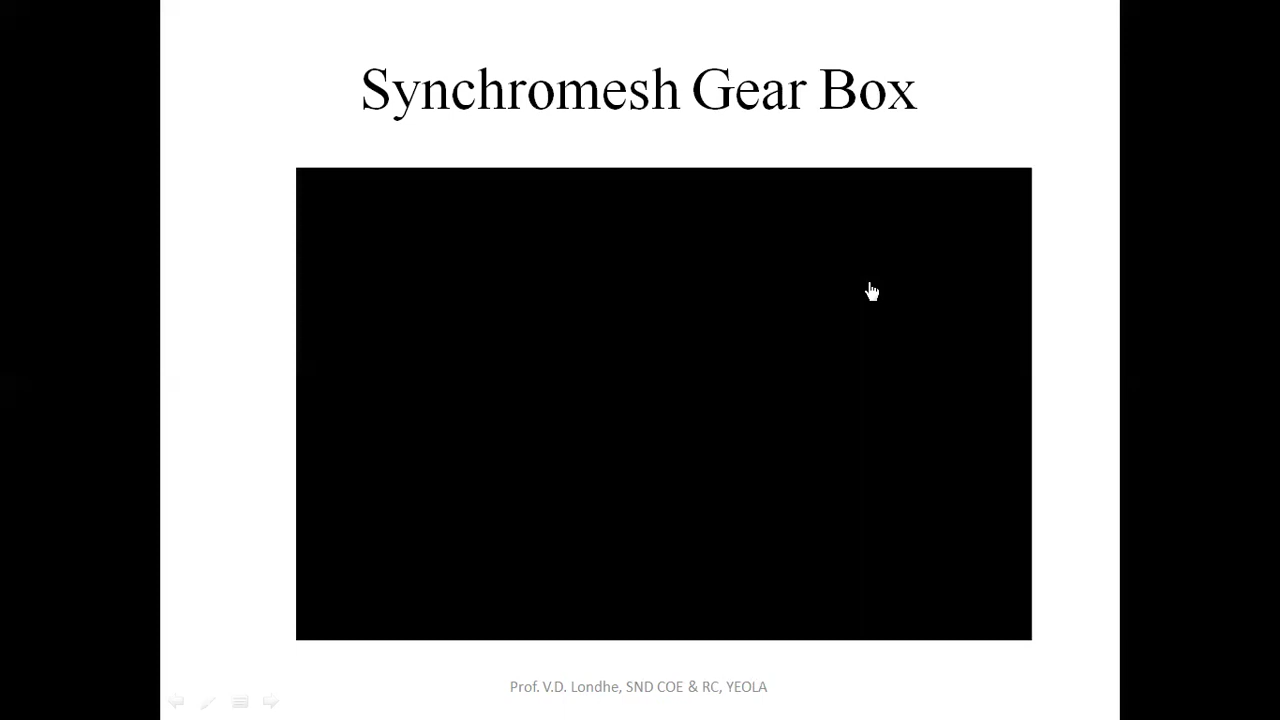 Synchromesh Gear Box
Prof. V.D. Londhe, SND COE & RC, YEOLA